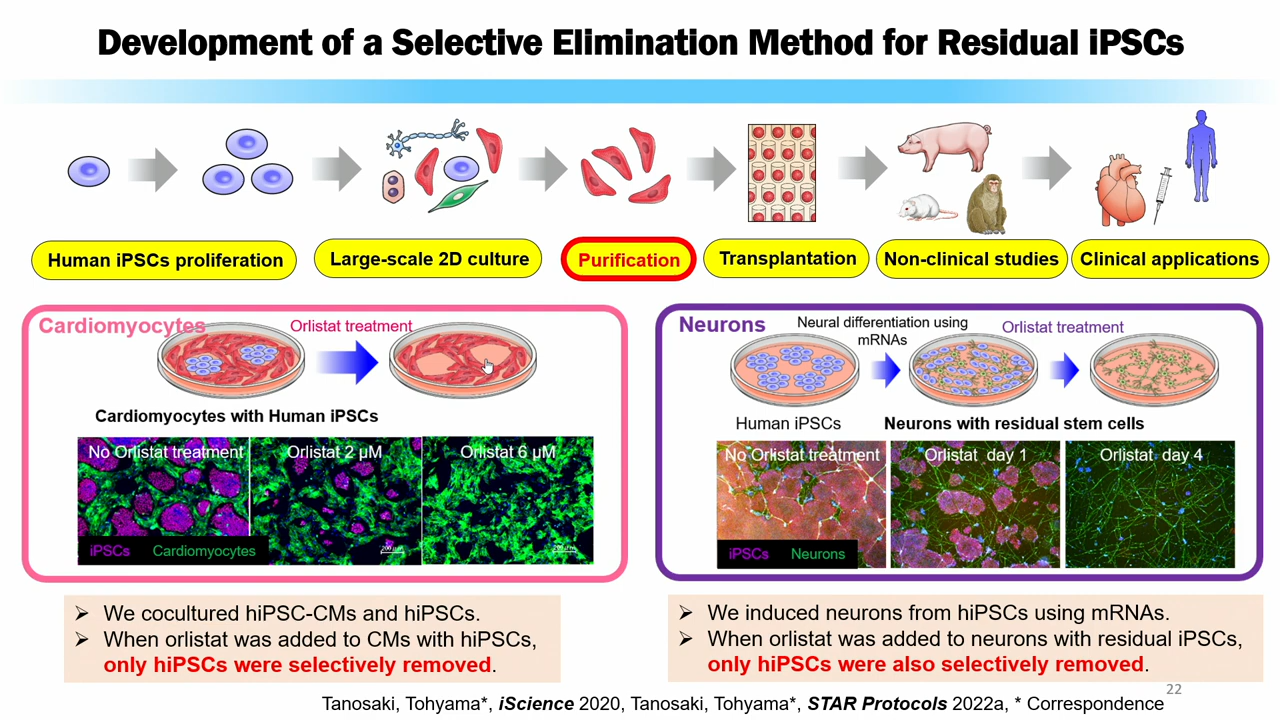 Development of a Selective Elimination Method for Residual iPSCs
Human iPSCs proliferation
Large-scale 2D culture
Purification
Transplantation
Non-clinical studies
Clinical applications
Cardiomyocytes
Orlistat treatment
Cardiomyocytes with Human iPSCs
No Orlistat treatment
Orlistat 2 µM
Orlistat 6 µM
iPSCs
Cardiomyocytes
200 µm
200 µm
Neurons
Neural differentiation using
mRNAs
Orlistat treatment
Human iPSCs
Neurons with residual stem cells
No Orlistat treatment
Orlistat day 1
Orlistat day 4
iPSCs
Neurons
➢ We cocultured hiPSC-CMs and hiPSCs.
➢ When orlistat was added to CMs with hiPSCs,
only hiPSCs were selectively removed.
➢ We induced neurons from hiPSCs using mRNAs.
➢ When orlistat was added to neurons with residual iPSCs,
only hiPSCs were also selectively removed.
22
Tanosaki, Tohyama*, iScience 2020, Tanosaki, Tohyama*, STAR Protocols 2022a, * Correspondence